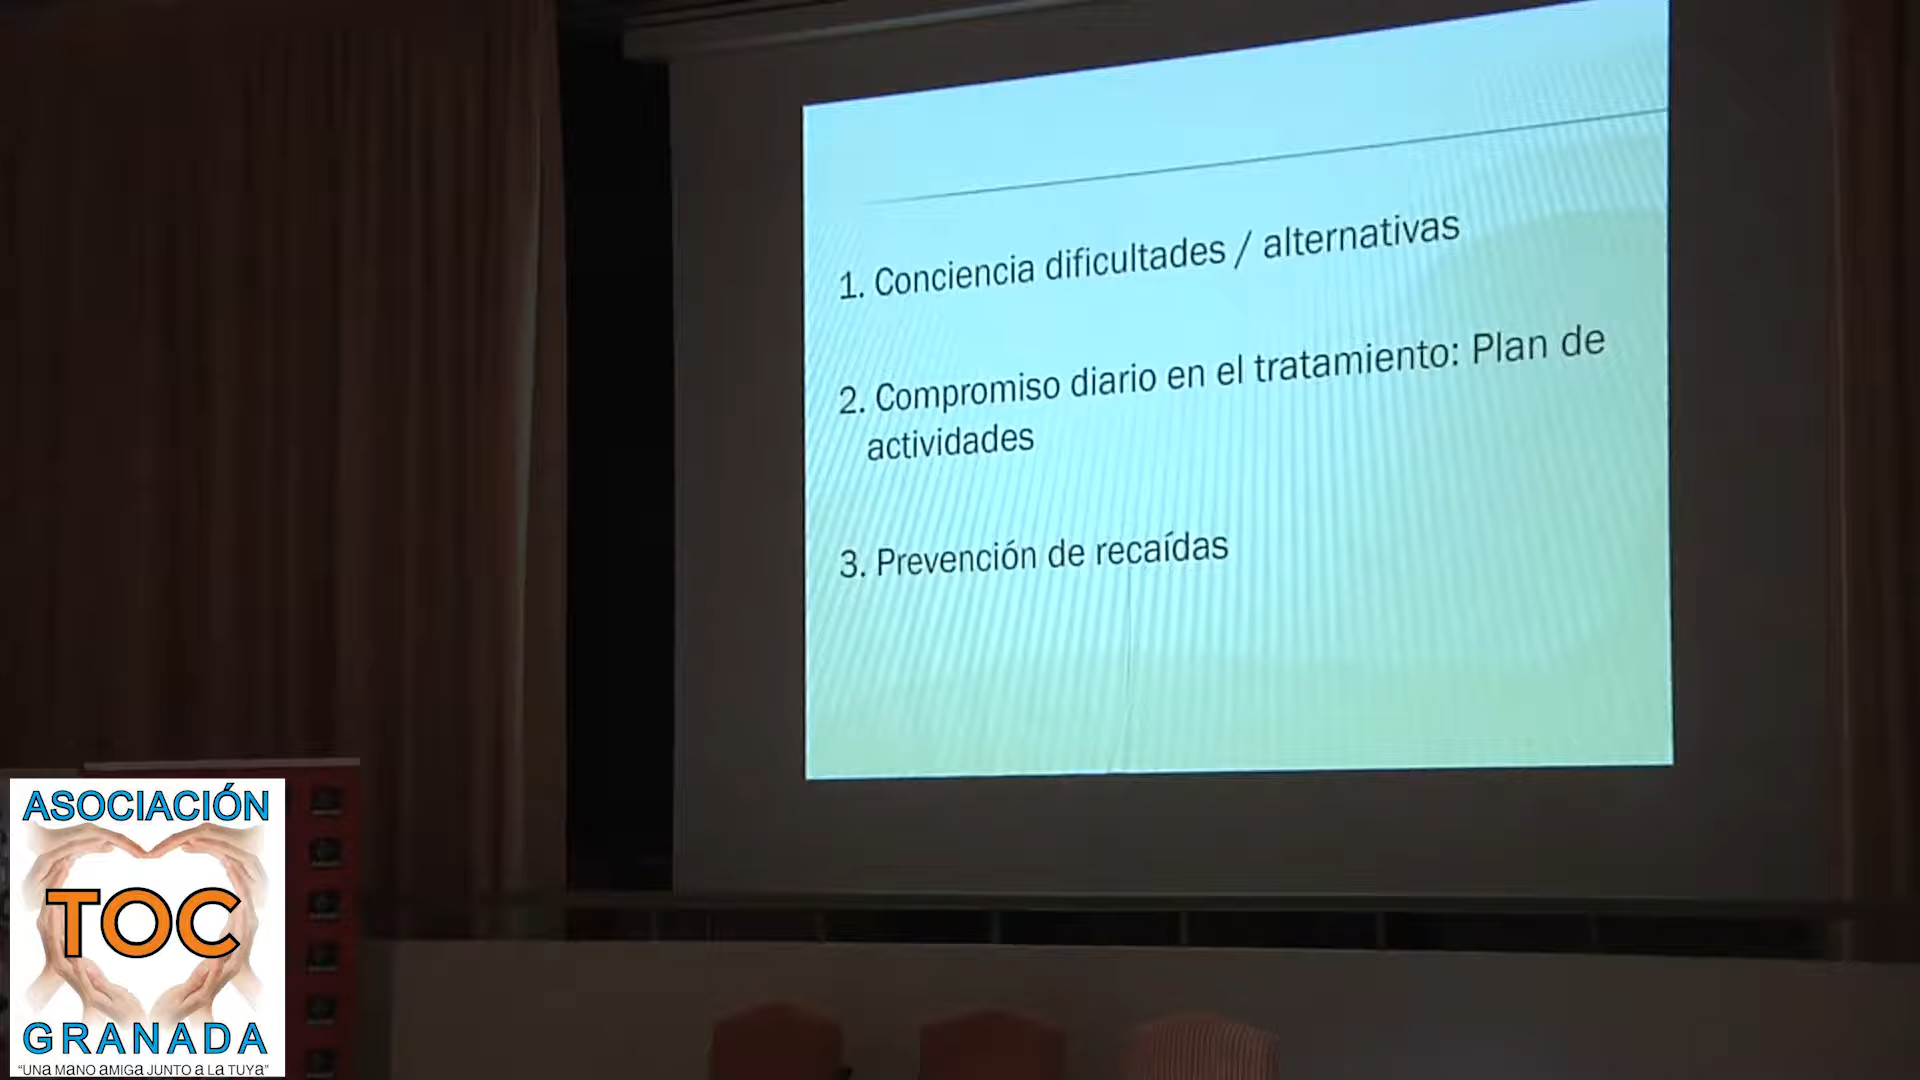 1. Conciencia dificultades / alternativas
2. Compromiso diario en el tratamiento: Plan de
actividades
3. Prevención de recaídas
ASOCIACIÓN
TOC
GRANADA
“UNa MANO aMIGa JUNTO a La TUYa”